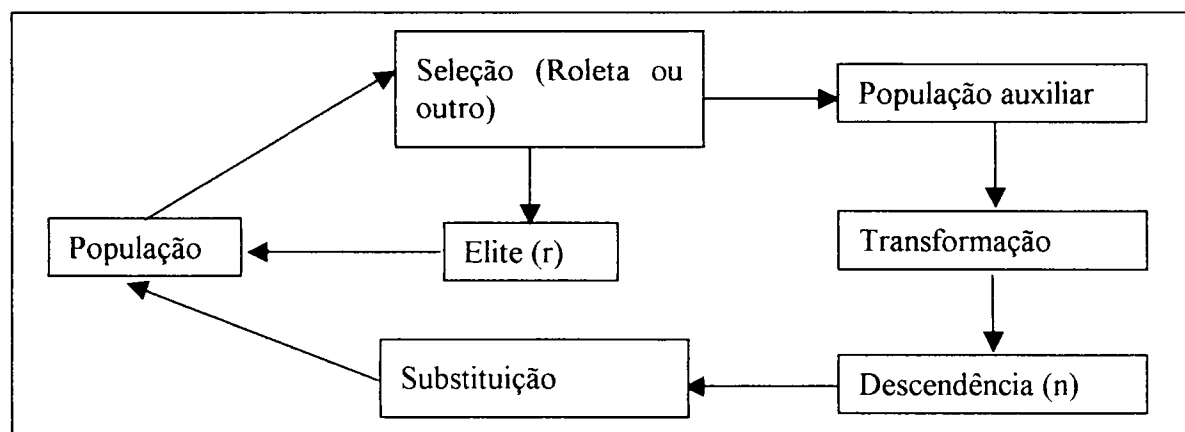 Seleção (Roleta ou
outro)
População auxiliar
População
Elite (r)
Transformação
Substituição
Descendência (n)